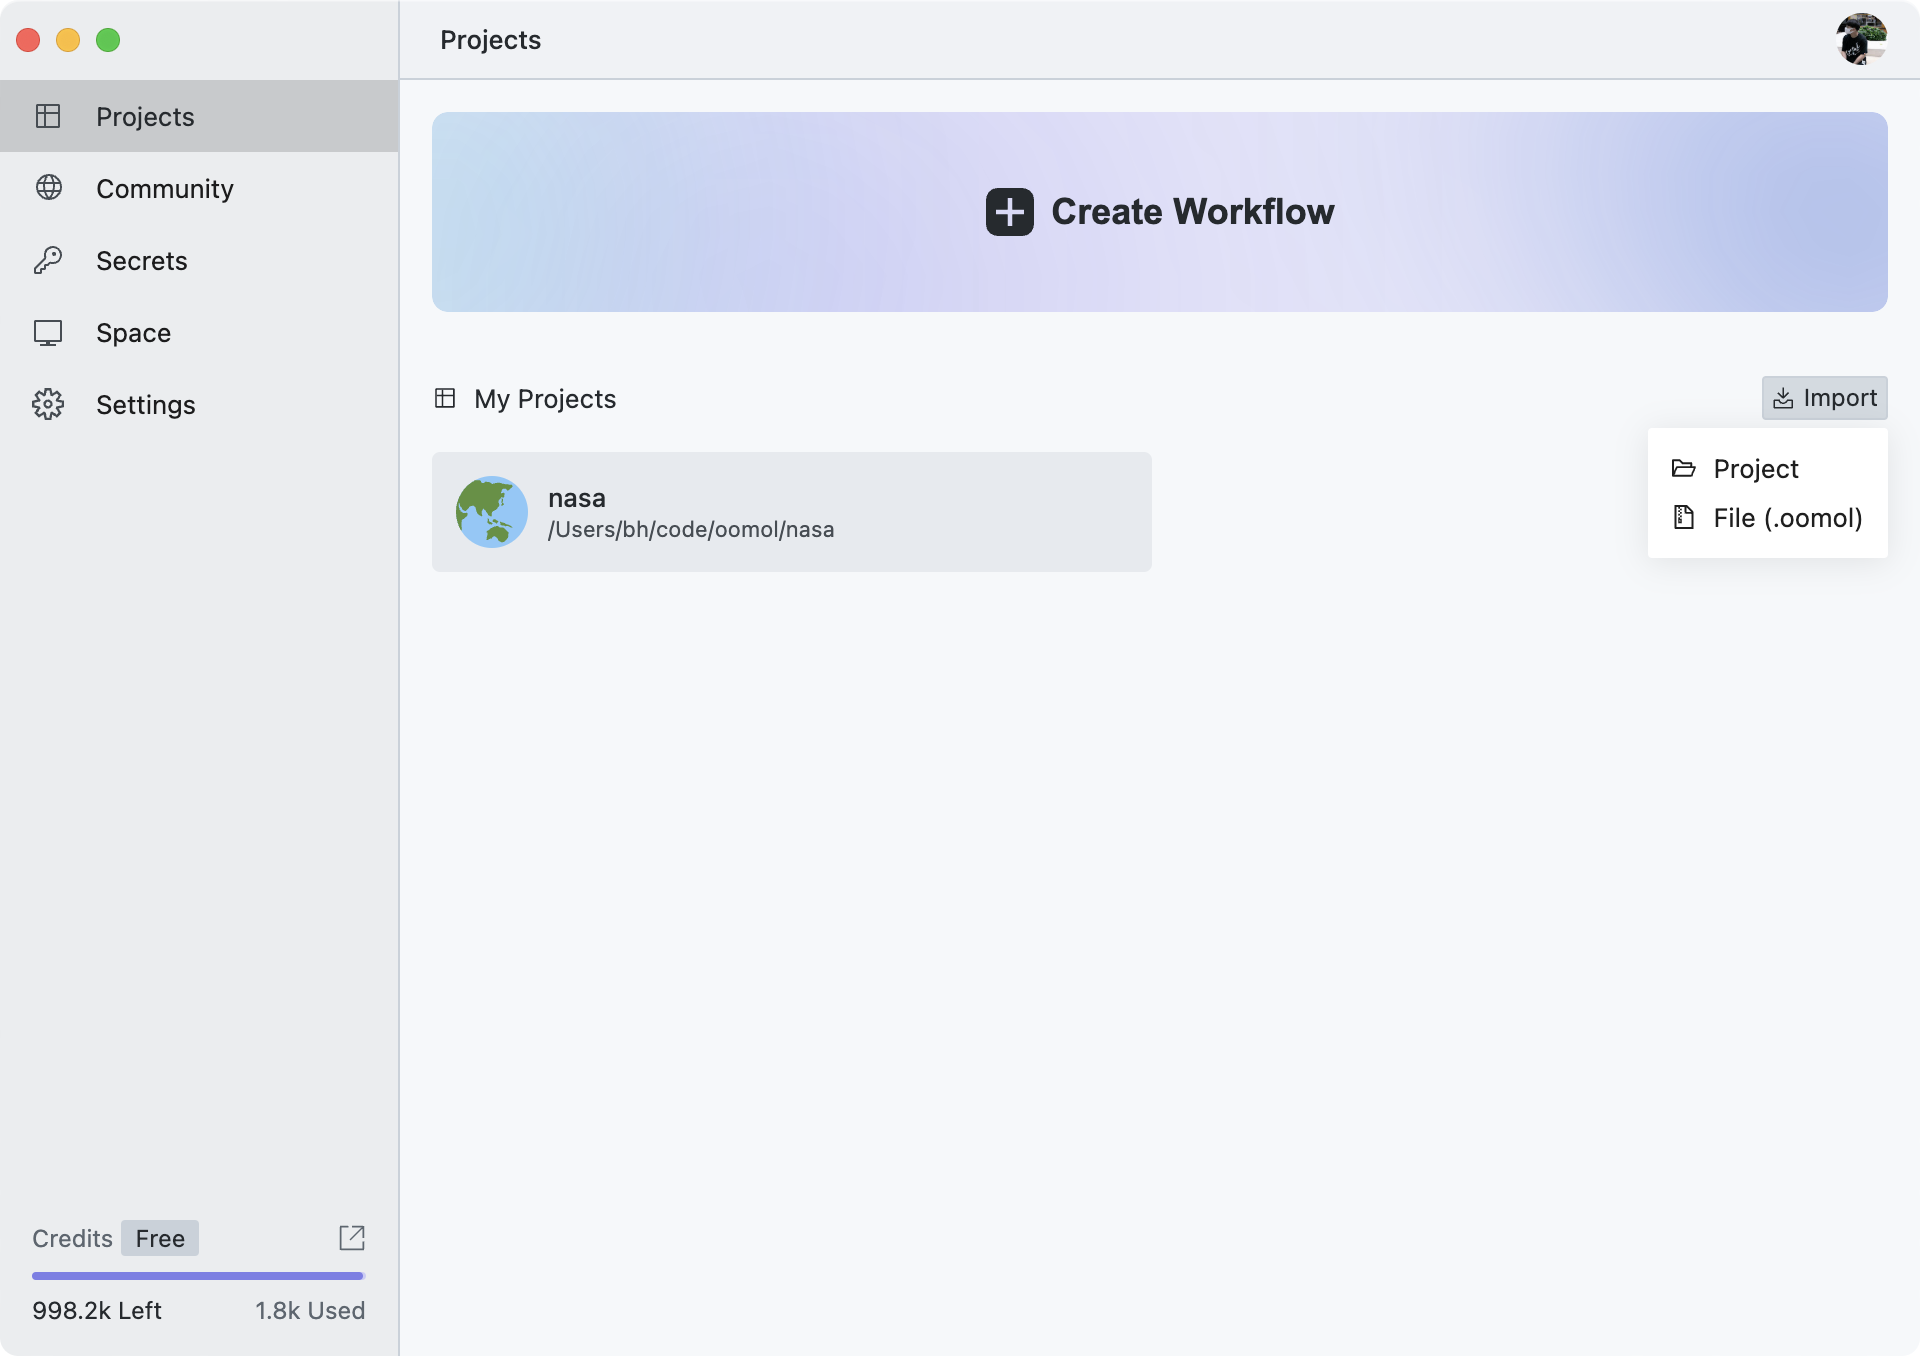 Projects
Projects
Community
Secrets
Space
Settings
Create Workflow
My Projects
Import
Project
File (.oomol)
nasa
/Users/bh/code/oomol/nasa
Credits Free
998.2k Left
1.8k Used